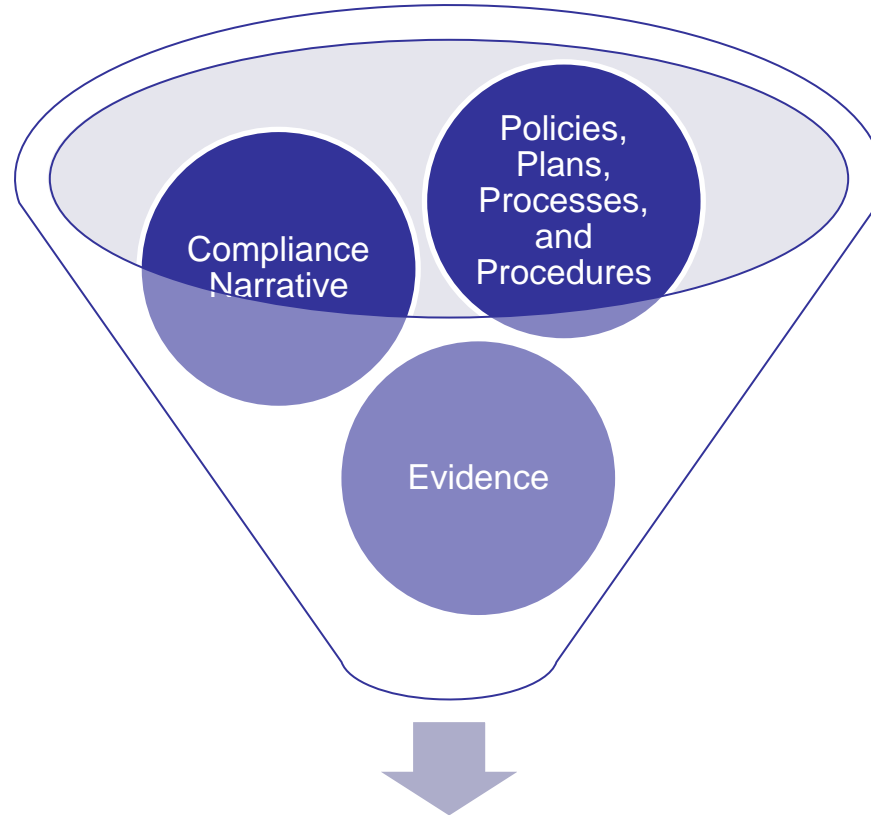 Policies,
Plans,
Processes,
and
Procedures
Compliance
Narrative
Evidence